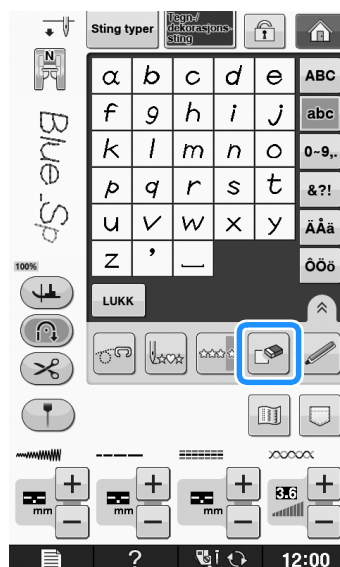 Sting typer
Tegn-/
dekorasjons-
sting
N
Blue_Sp
100%
a b c d e
f g h i j
k l m n o
p q r s t
u v w x y
z ' _
ABC
abc
0~9,.
&?!
ÄÅä
ÔÖö
LUKK
+ + + +
-.- -.- -.- 3.6
mm mm mm
− − − −
? 12:00